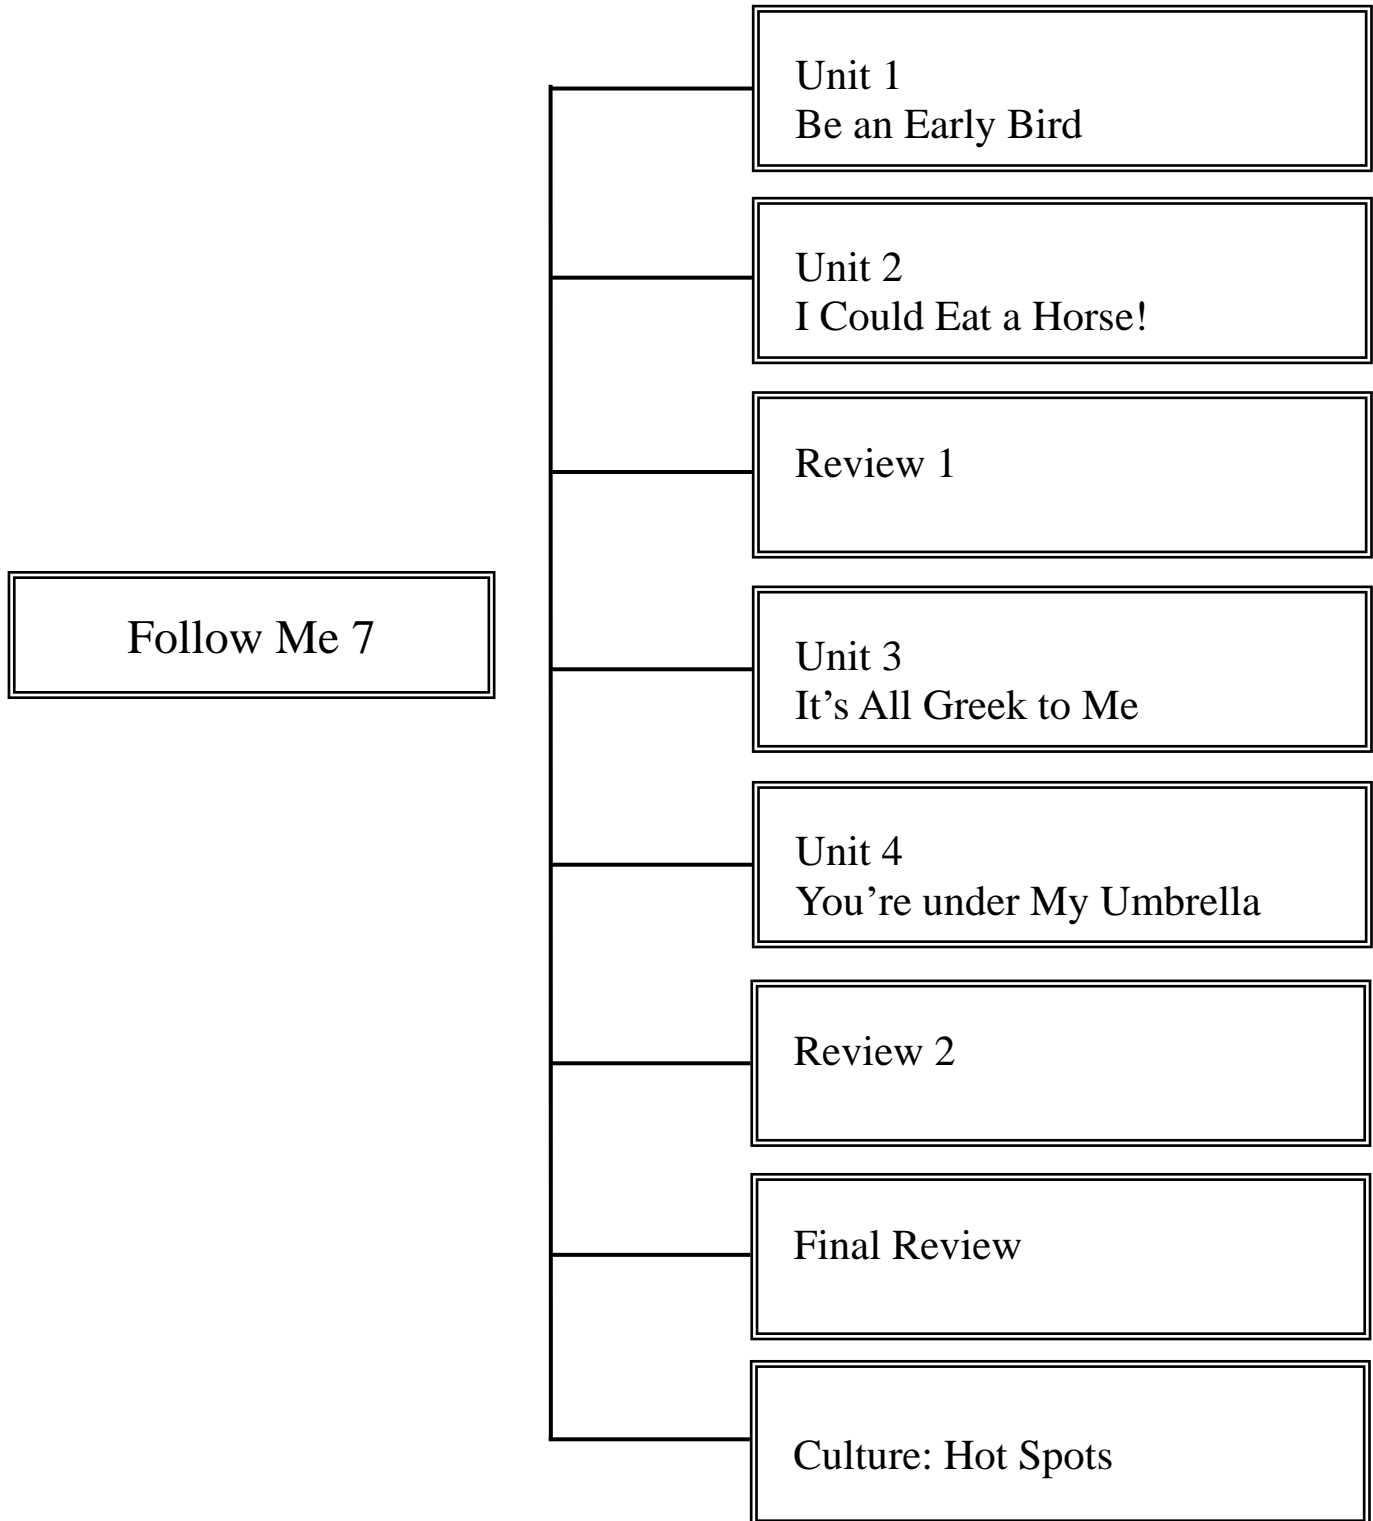 Unit 1
Be an Early Bird
Unit 2
I Could Eat a Horse!
Review 1
Follow Me 7
Unit 3
It’s All Greek to Me
Unit 4
You’re under My Umbrella
Review 2
Final Review
Culture: Hot Spots